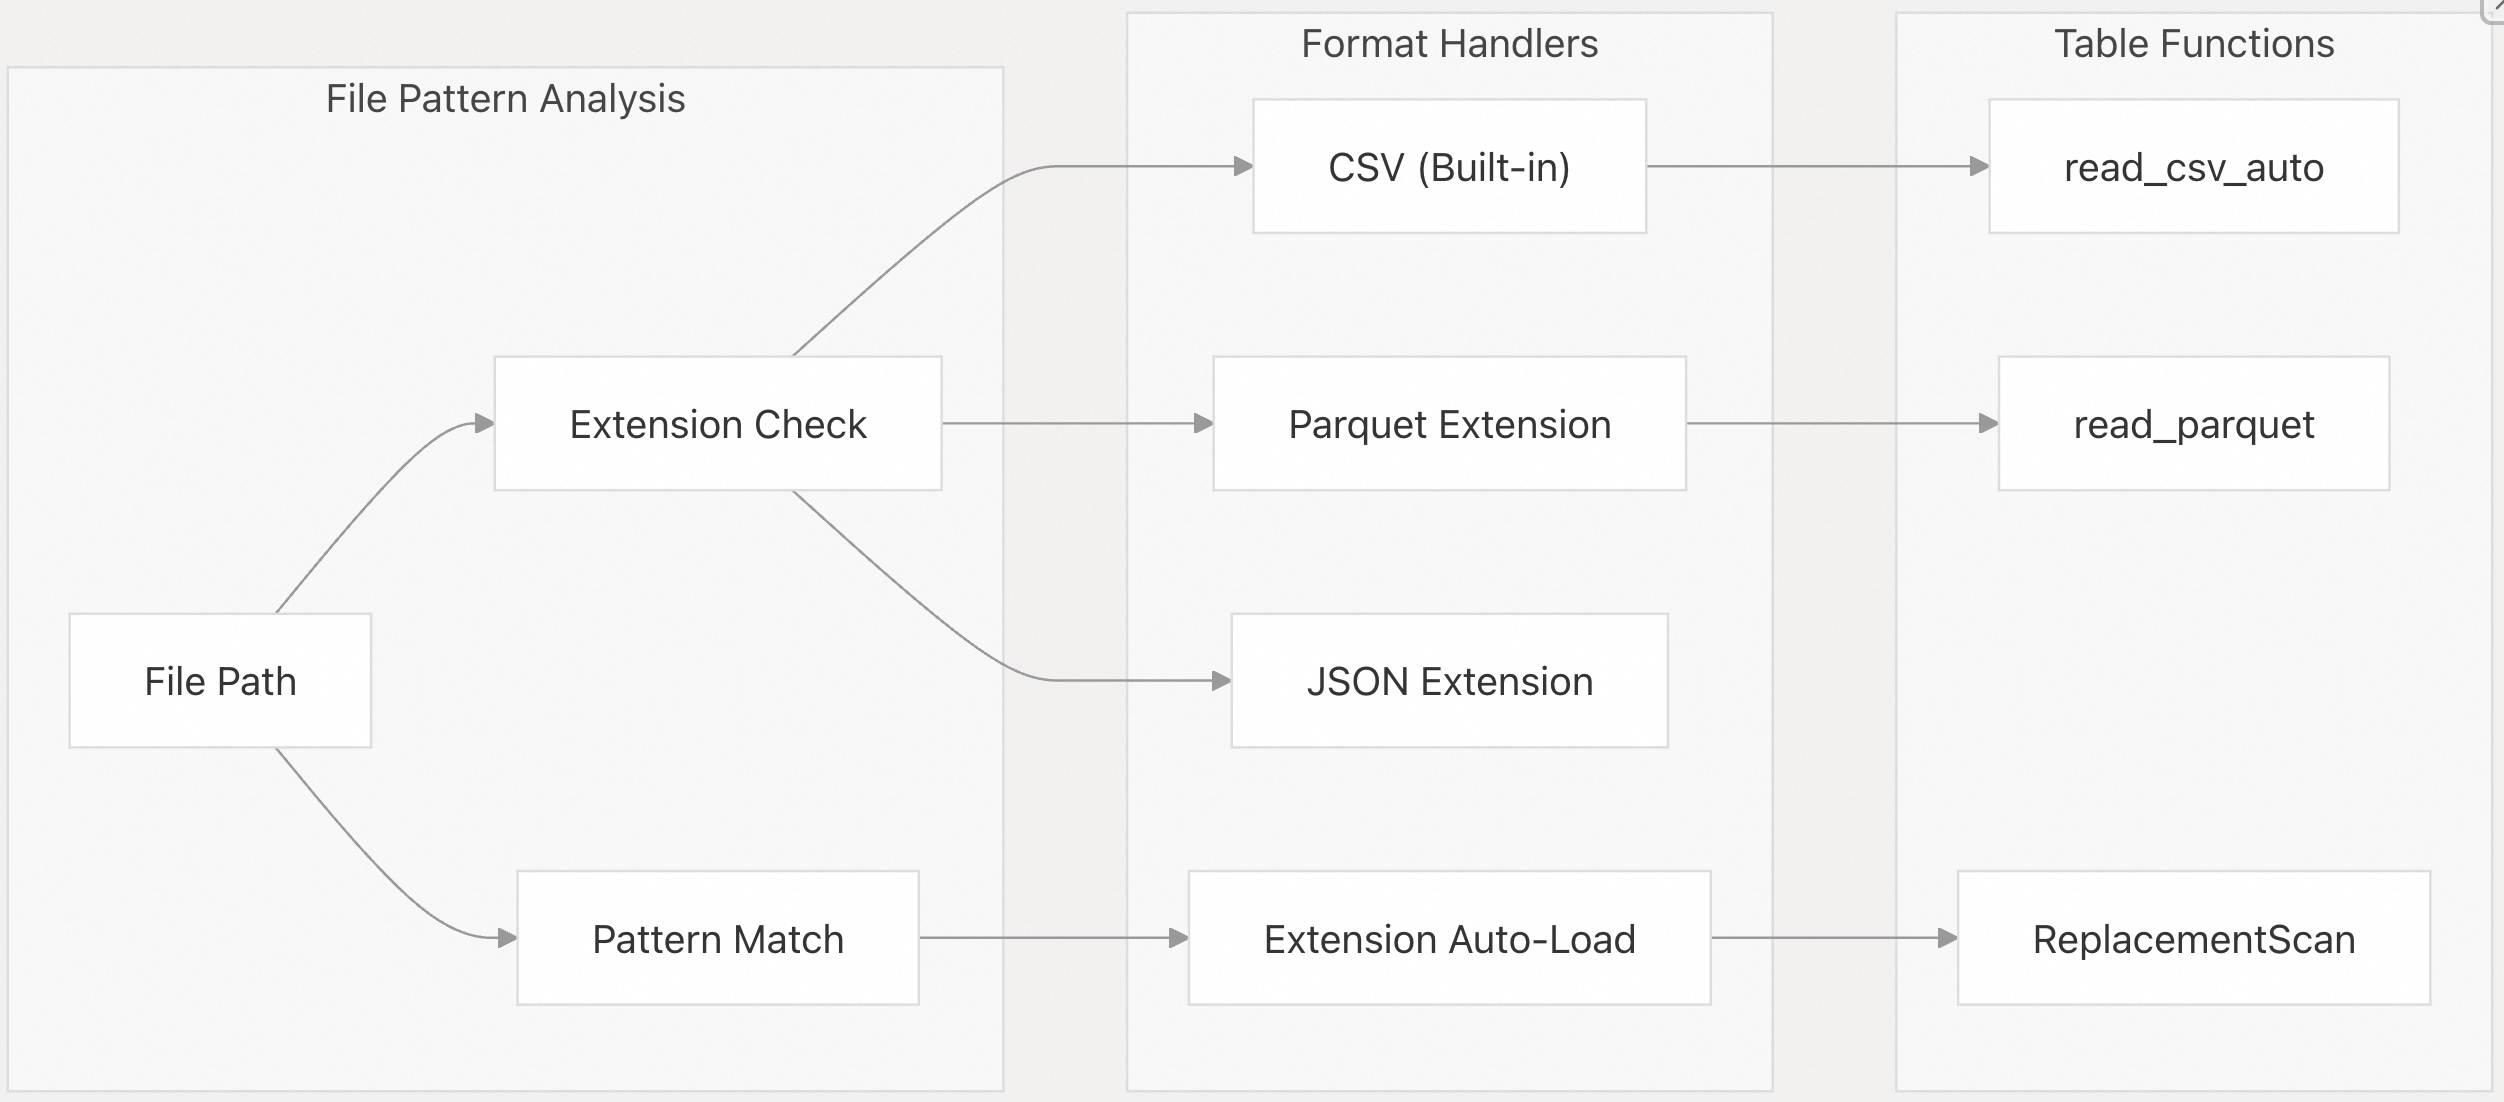 File Pattern Analysis
File Path
Extension Check
Pattern Match
Format Handlers
CSV (Built-in)
Parquet Extension
JSON Extension
Extension Auto-Load
Table Functions
read_csv_auto
read_parquet
ReplacementScan